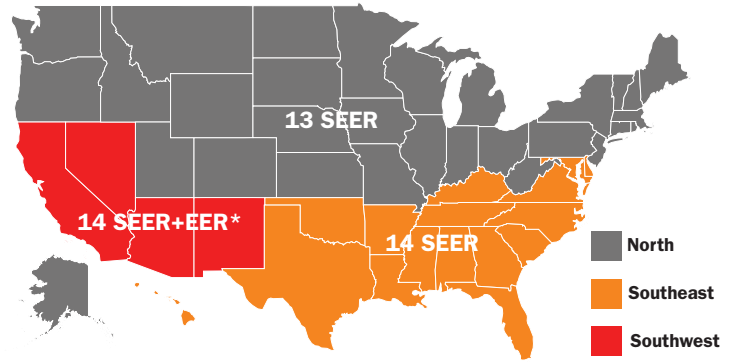 13 SEER
14 SEER+EER*
14 SEER
North
Southeast
Southwest